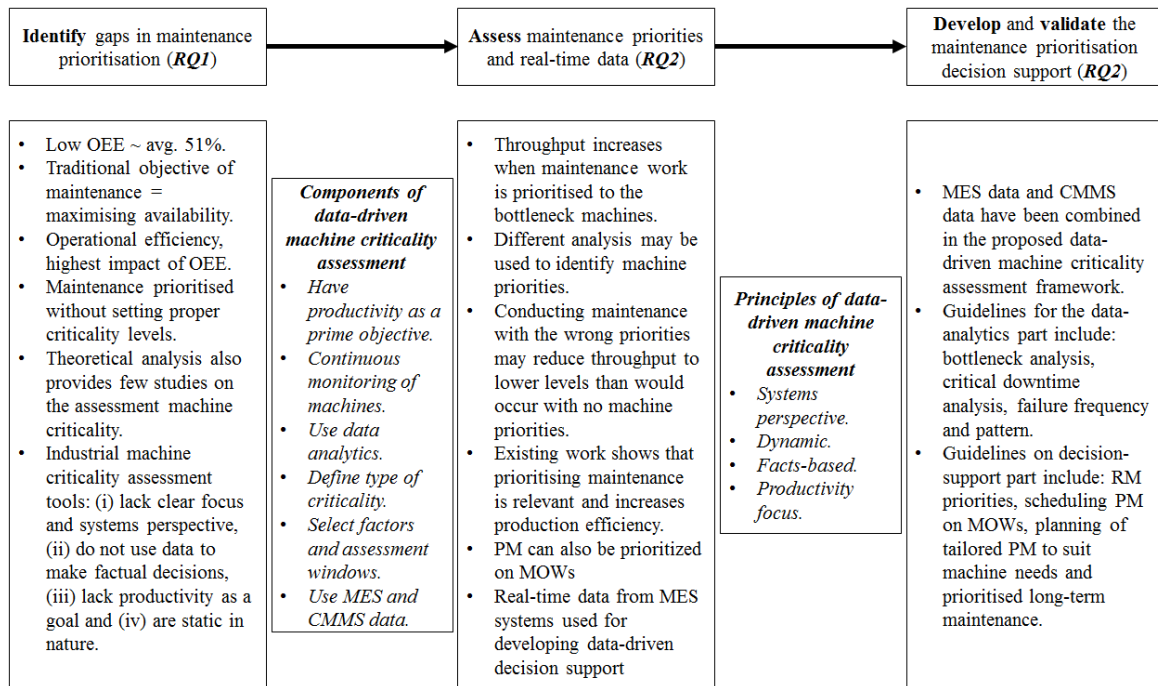 Identify gaps in maintenance
prioritisation (RQ1)
Assess maintenance priorities
and real-time data (RQ2)
Develop and validate the
maintenance prioritisation
decision support (RQ2)
• Low OEE ~ avg. 51%.
• Traditional objective of
maintenance =
maximising availability.
• Operational efficiency,
highest impact of OEE.
• Maintenance prioritised
without setting proper
criticality levels.
• Theoretical analysis also
provides few studies on
the assessment machine
criticality.
• Industrial machine
criticality assessment
tools: (i) lack clear focus
and systems perspective,
(ii) do not use data to
make factual decisions,
(iii) lack productivity as a
goal and (iv) are static in
nature.
Components of
data-driven
machine criticality
assessment
• Have
productivity as a
prime objective.
• Continuous
monitoring of
machines.
• Use data
analytics.
• Define type of
criticality.
• Select factors
and assessment
windows.
• Use MES and
CMMS data.
• Throughput increases
when maintenance work
is prioritised to the
bottleneck machines.
• Different analysis may be
used to identify machine
priorities.
• Conducting maintenance
with the wrong priorities
may reduce throughput to
lower levels than would
occur with no machine
priorities.
• Existing work shows that
prioritising maintenance
is relevant and increases
production efficiency.
• PM can also be prioritized
on MOWs
• Real-time data from MES
systems used for
developing data-driven
decision support
Principles of data-
driven machine
criticality
assessment
• Systems
perspective.
• Dynamic.
• Facts-based.
• Productivity
focus.
• MES data and CMMS
data have been combined
in the proposed data-
driven machine criticality
assessment framework.
• Guidelines for the data-
analytics part include:
bottleneck analysis,
critical downtime
analysis, failure frequency
and pattern.
• Guidelines on decision-
support part include: RM
priorities, scheduling PM
on MOWs, planning of
tailored PM to suit
machine needs and
prioritised long-term
maintenance.